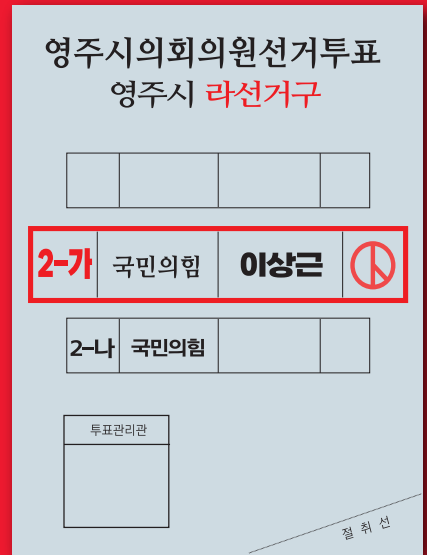 영주시의회의원선거투표
영주시 라선거구
2-가 국민의힘 이상근
2-나 국민의힘
투표관리관
절취선